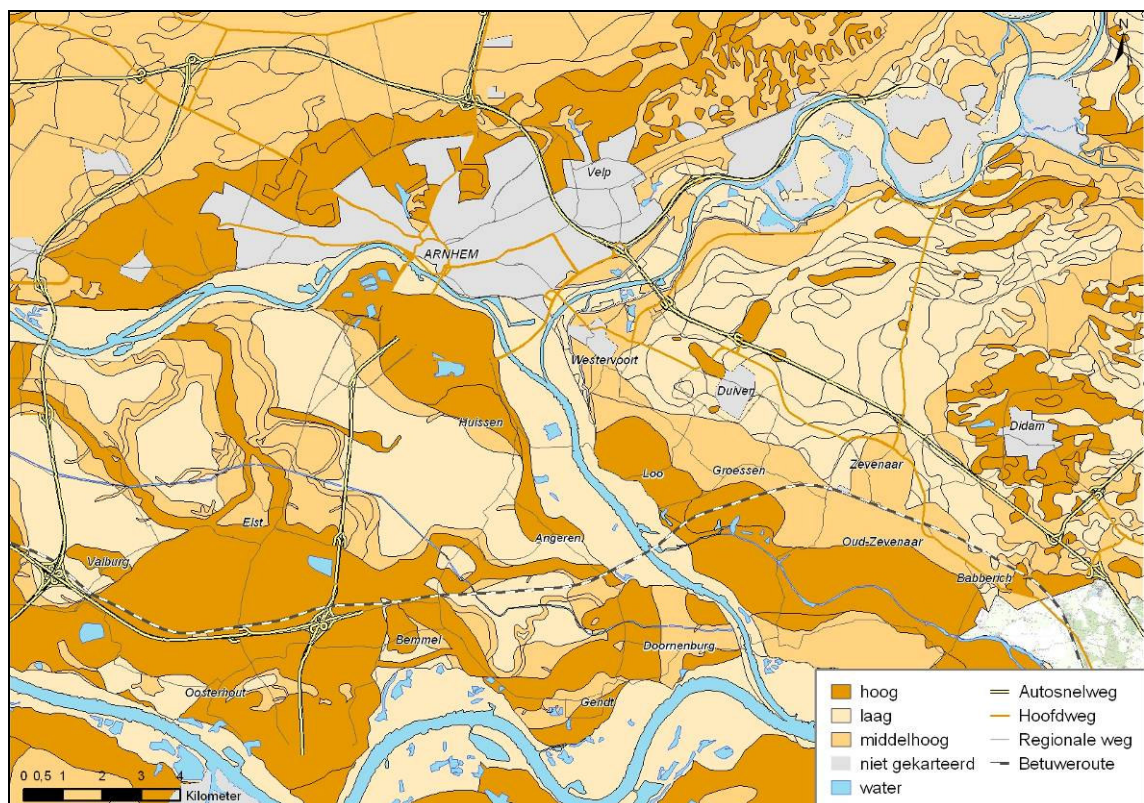 N
Velp
ARNHEM
Westervoort
Duiven
Didam
Huissen
Loo
Groessen
Zevenaar
Elst
Angeren
Oud-Zevenaar
Valburg
Babberich
Bemmel
Doornenburg
Oosterhout
Gendt
hoog
laag
middelhoog
niet gekarteerd
water
Autosnelweg
Hoofdweg
Regionale weg
Betuweroute
0 0,5 1 2 3 4
Kilometer